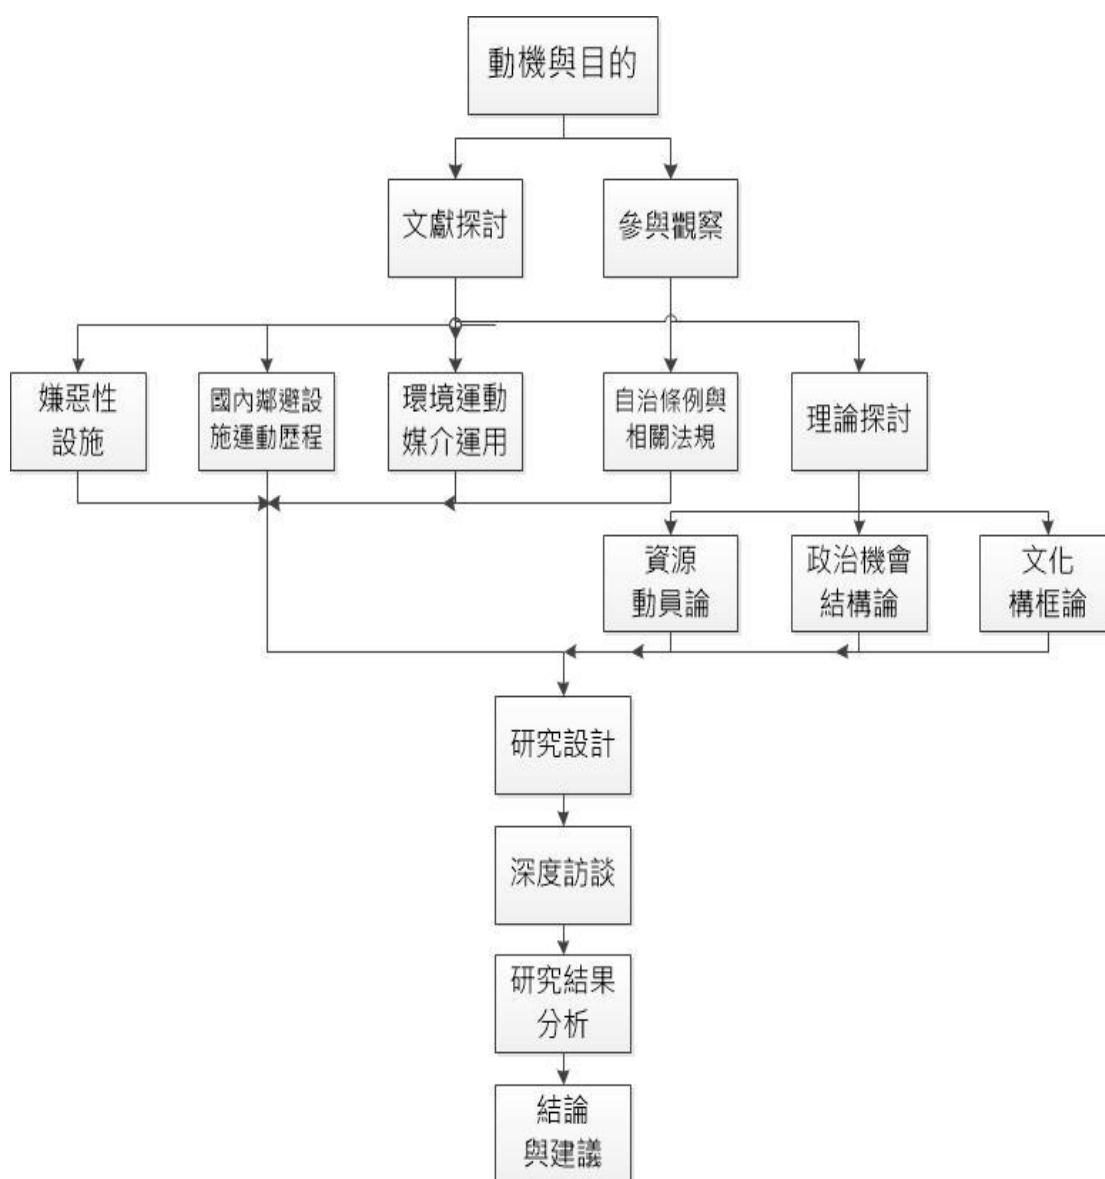 動機與目的
文獻探討
參與觀察
嫌惡性
設施
國內鄰避設
施運動歷程
環境運動
媒介運用
自治條例與
相關法規
理論探討
資源
動員論
政治機會
結構論
文化
構框論
研究設計
深度訪談
研究結果
分析
結論
與建議